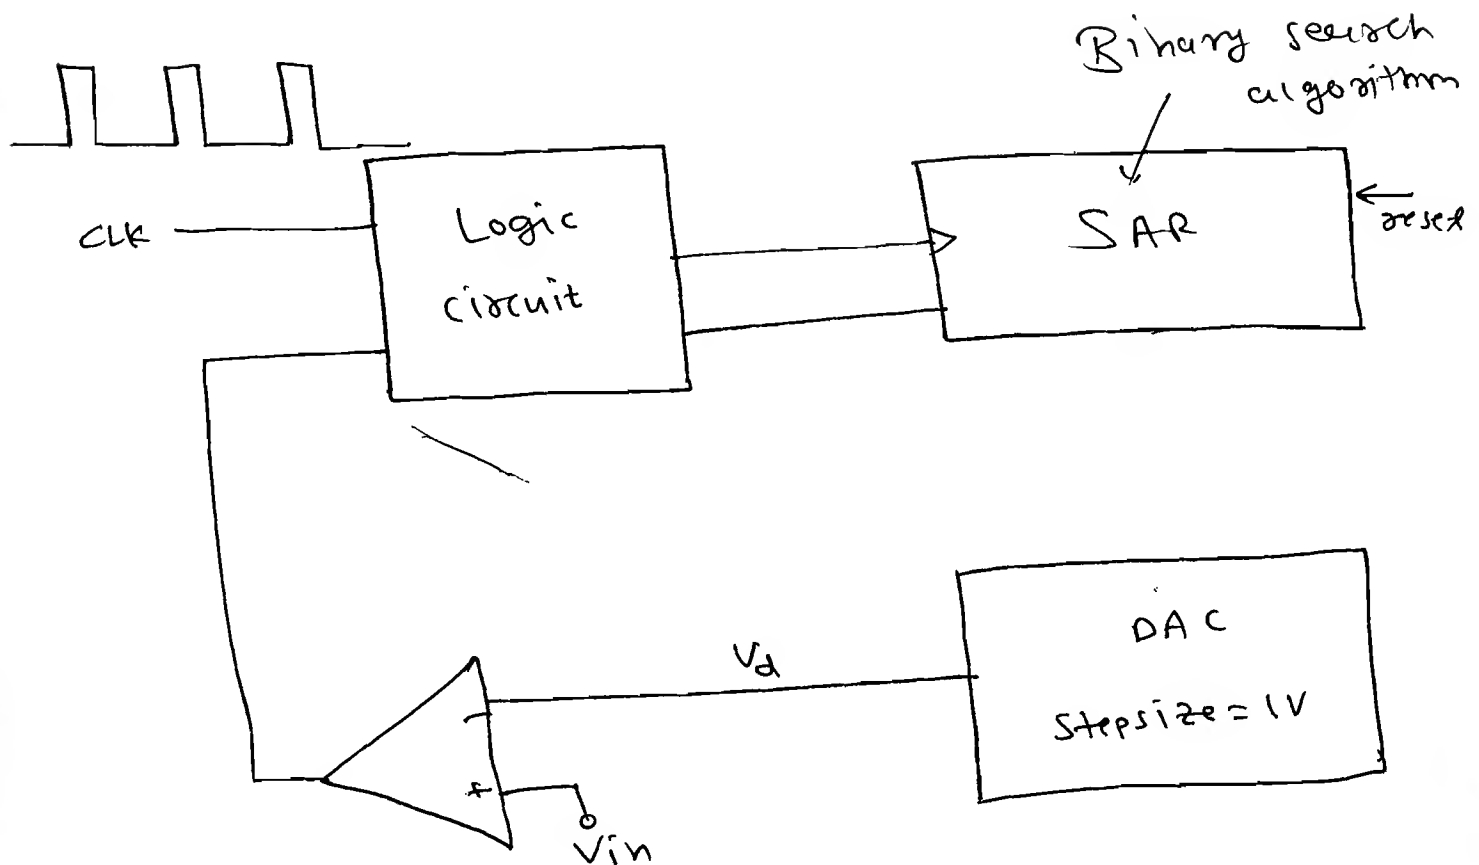 Binary search
algorithm
CLK
Logic
circuit
SAR
reset
DAC
Stepsize = 1V
Vd
-
+
Vin